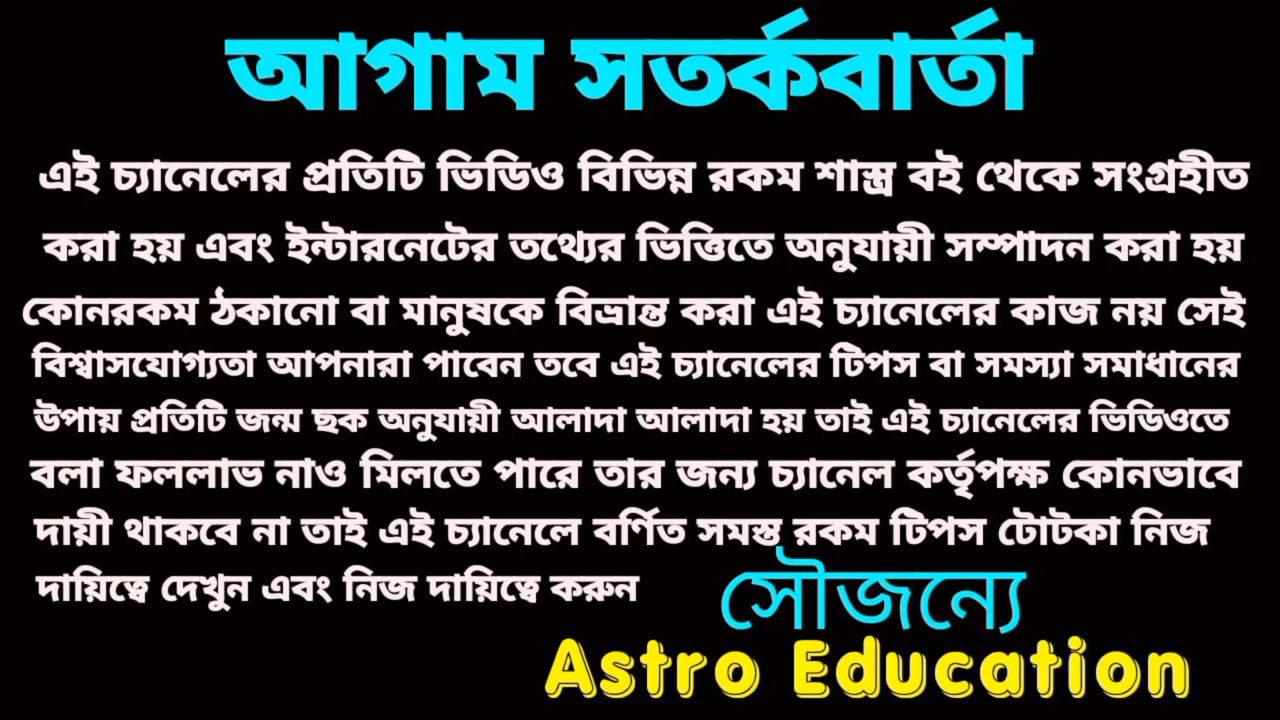 আগাম সতর্কবার্তা
এই চ্যানেলের প্রতিটি ভিডিও বিভিন্ন রকম শাস্ত্র বই থেকে সংগ্রহীত
করা হয় এবং ইন্টারনেটের তথ্যের ভিত্তিতে অনুযায়ী সম্পাদন করা হয়
কোনরকম ঠকানো বা মানুষকে বিভ্রান্ত করা এই চ্যানেলের কাজ নয় সেই
বিশ্বাসযোগ্যতা আপনারা পাবেন তবে এই চ্যানেলের টিপস বা সমস্যা সমাধানের
উপায় প্রতিটি জন্ম ছক অনুযায়ী আলাদা আলাদা হয় তাই এই চ্যানেলের ভিডিওতে
বলা ফললাভ নাও মিলতে পারে তার জন্য চ্যানেল কর্তৃপক্ষ কোনভাবে
দায়ী থাকবে না তাই এই চ্যানেলে বর্ণিত সমস্ত রকম টিপস টোটকা নিজ
দায়িত্বে দেখুন এবং নিজ দায়িত্বে করুন
সৌজন্যে
Astro Education